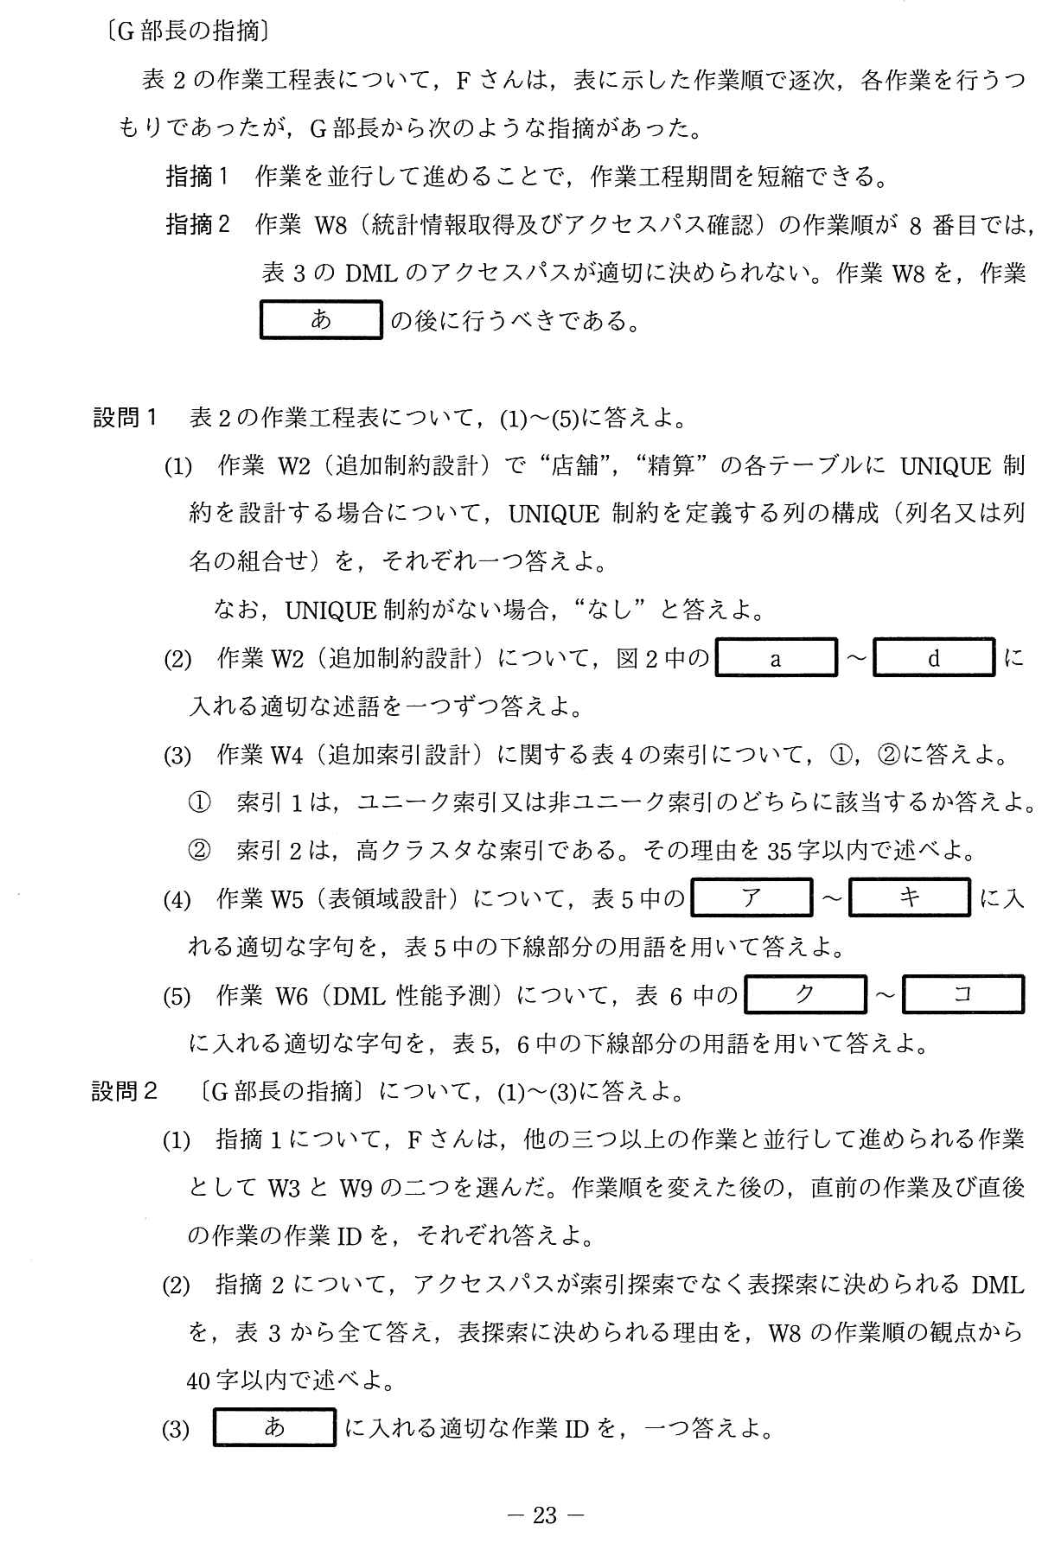 〔G 部長の指摘〕
表 2 の作業工程表について，F さんは，表に示した作業順で逐次，各作業を行うつ
もりであったが，G 部長から次のような指摘があった。
指摘 1　作業を並行して進めることで，作業工程期間を短縮できる。
指摘 2　作業 W8（統計情報取得及びアクセスパス確認）の作業順が 8 番目では，
表 3 の DML のアクセスパスが適切に決められない。作業 W8 を，作業
あ の後に行うべきである。
設問 1　表 2 の作業工程表について，(1)～(5)に答えよ。
(1)　作業 W2（追加制約設計）で “店舗”，“精算” の各テーブルに UNIQUE 制
約を設計する場合について，UNIQUE 制約を定義する列の構成（列名又は列
名の組合せ）を，それぞれ一つ答えよ。
なお，UNIQUE 制約がない場合，“なし” と答えよ。
(2)　作業 W2（追加制約設計）について，図 2 中の a ～ d に
入れる適切な述語を一つずつ答えよ。
(3)　作業 W4（追加索引設計）に関する表 4 の索引について，①，②に答えよ。
①　索引 1 は，ユニーク索引又は非ユニーク索引のどちらに該当するか答えよ。
②　索引 2 は，高クラスタな索引である。その理由を 35 字以内で述べよ。
(4)　作業 W5（表領域設計）について，表 5 中の ア ～ キ に入
れる適切な字句を，表 5 中の下線部分の用語を用いて答えよ。
(5)　作業 W6（DML 性能予測）について，表 6 中の ク ～ コ
に入れる適切な字句を，表 5，6 中の下線部分の用語を用いて答えよ。
設問 2　〔G 部長の指摘〕について，(1)～(3)に答えよ。
(1)　指摘 1 について，F さんは，他の三つ以上の作業と並行して進められる作業
として W3 と W9 の二つを選んだ。作業順を変えた後の，直前の作業及び直後
の作業の作業 ID を，それぞれ答えよ。
(2)　指摘 2 について，アクセスパスが索引探索でなく表探索に決められる DML
を，表 3 から全て答え，表探索に決められる理由を，W8 の作業順の観点から
40 字以内で述べよ。
(3)　あ に入れる適切な作業 ID を，一つ答えよ。
－ 23 －